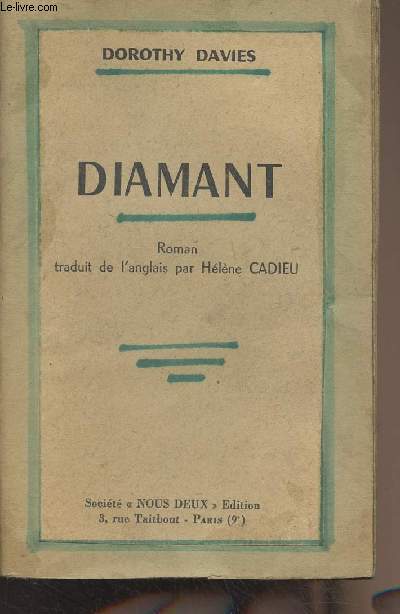 Le-livre.com
DOROTHY DAVIES
DIAMANT
Roman
traduit de l'anglais par Hélène CADIEU
Société « NOUS DEUX » Edition
3, rue Taitbout - PARIS (9e)